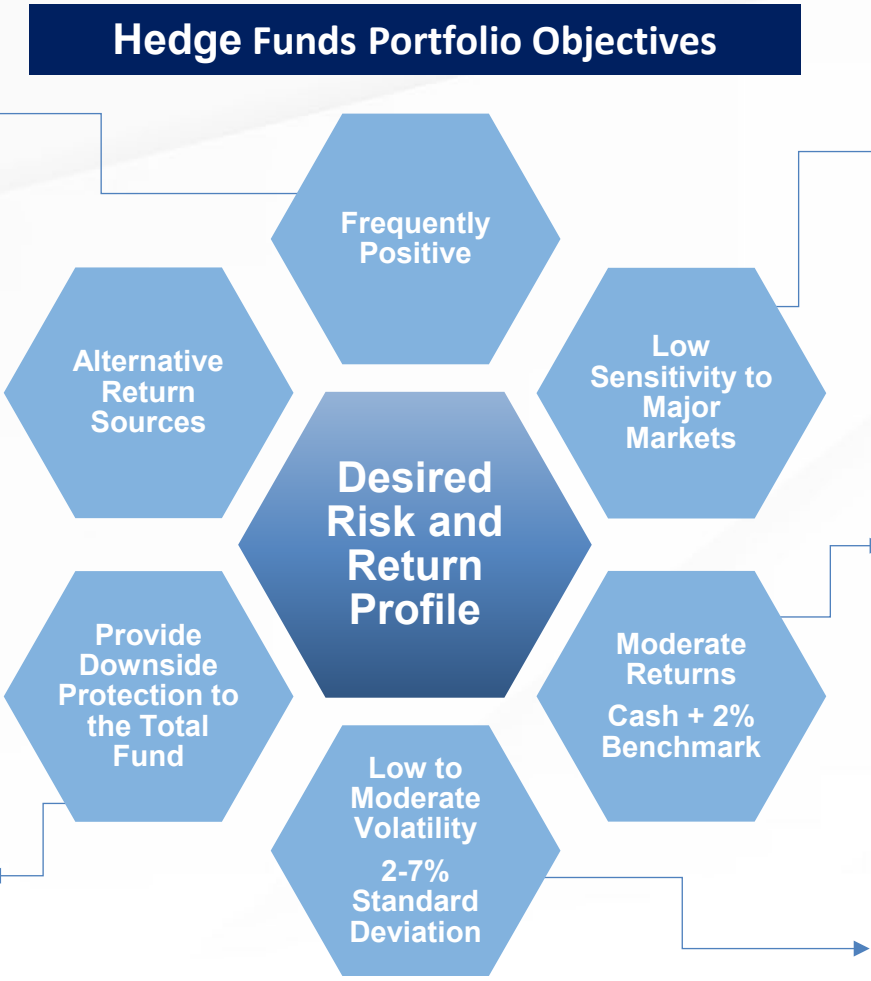 Hedge Funds Portfolio Objectives
Frequently
Positive
Alternative
Return
Sources
Low
Sensitivity to
Major
Markets
Desired
Risk and
Return
Profile
Provide
Downside
Protection to
the Total
Fund
Moderate
Returns
Cash + 2%
Benchmark
Low to
Moderate
Volatility
2-7%
Standard
Deviation